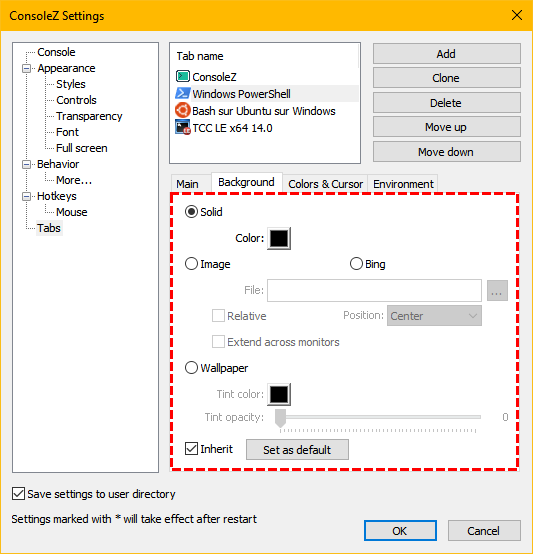 ConsoleZ Settings
Console
Appearance
Styles
Controls
Transparency
Font
Full screen
Behavior
More...
Hotkeys
Mouse
Tabs
Tab name
ConsoleZ
Windows PowerShell
Bash sur Ubuntu sur Windows
TCC LE x64 14.0
Add
Clone
Delete
Move up
Move down
Main Background Colors & Cursor Environment
Solid
Color:
Image Bing
File: ...
Relative Position: Center
Extend across monitors
Wallpaper
Tint color:
Tint opacity: 0
Inherit Set as default
Save settings to user directory
Settings marked with * will take effect after restart
OK Cancel